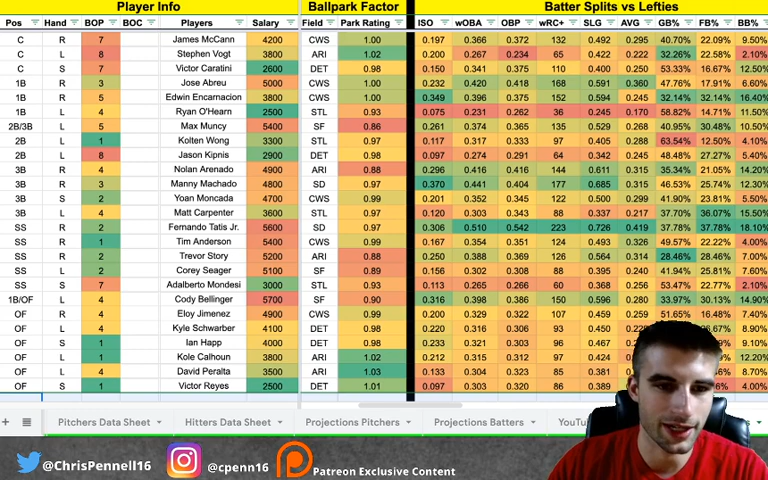 Player Info Ballpark Factor Batter Splits vs Lefties
Pos Hand BOP BOC Players Salary Field Park Rating ISO wOBA OBP wRC+ SLG AVG GB% FB% BB%
C R 7 James McCann 4200 CWS 1.00 0.197 0.366 0.372 132 0.492 0.295 40.70% 22.09% 9.50%
C L 8 Stephen Vogt 3800 ARI 1.02 0.200 0.267 0.234 65 0.422 0.222 32.26% 22.58% 2.10%
C S 7 Victor Caratini 2600 DET 0.98 0.150 0.341 0.375 110 0.400 0.250 53.33% 16.67% 12.50%
1B R 3 Jose Abreu 5000 CWS 1.00 0.232 0.420 0.418 168 0.591 0.360 47.76% 17.91% 6.60%
1B R 5 Edwin Encarnacion 3800 CWS 1.00 0.349 0.396 0.375 152 0.594 0.245 32.14% 32.14% 16.40%
1B L 4 Ryan O'Hearn 2500 STL 0.93 0.075 0.231 0.262 36 0.245 0.170 58.82% 14.71% 11.50%
2B/3B L 5 Max Muncy 5400 SF 0.86 0.261 0.374 0.365 135 0.529 0.268 40.95% 30.48% 10.50%
2B L 1 Kolten Wong 3300 STL 0.97 0.117 0.317 0.333 97 0.405 0.288 63.54% 12.50% 4.10%
2B L 8 Jason Kipnis 2900 DET 0.98 0.097 0.274 0.291 64 0.342 0.245 48.48% 27.27% 5.40%
3B R 4 Nolan Arenado 4900 ARI 0.88 0.296 0.416 0.416 144 0.611 0.315 35.34% 21.05% 14.20%
3B R 3 Manny Machado 4800 SD 0.97 0.370 0.441 0.404 177 0.685 0.315 46.53% 25.74% 12.30%
3B S 2 Yoan Moncada 4700 CWS 0.99 0.201 0.352 0.345 122 0.500 0.299 41.90% 23.81% 5.50%
3B L 4 Matt Carpenter 3600 STL 0.97 0.120 0.303 0.343 88 0.337 0.217 37.70% 36.07% 15.50%
SS R 2 Fernando Tatis Jr. 5600 SD 0.97 0.306 0.510 0.542 223 0.726 0.419 37.78% 37.78% 18.10%
SS R 1 Tim Anderson 5400 CWS 0.99 0.167 0.354 0.351 124 0.493 0.326 49.57% 22.22% 4.00%
SS R 2 Trevor Story 5200 ARI 0.88 0.250 0.388 0.369 126 0.564 0.314 28.46% 28.46% 7.00%
SS L 2 Corey Seager 5100 SF 0.89 0.156 0.302 0.308 88 0.395 0.240 41.94% 25.81% 7.60%
SS S 7 Adalberto Mondesi 3000 STL 0.93 0.113 0.265 0.266 60 0.368 0.255 53.47% 27.77% 2.10%
1B/OF L 4 Cody Bellinger 5700 SF 0.90 0.316 0.398 0.386 150 0.596 0.280 33.97% 30.13% 14.90%
OF R 4 Eloy Jimenez 4900 CWS 0.99 0.200 0.329 0.322 107 0.459 0.259 51.65% 16.48% 7.40%
OF L 4 Kyle Schwarber 4100 DET 0.98 0.220 0.316 0.306 93 0.450 8.90%
OF S 1 Ian Happ 4000 DET 0.98 0.233 0.321 0.303 96 0.467 9.10%
OF L 1 Kole Calhoun 3800 ARI 1.02 0.212 0.315 0.312 97 0.424 12.20%
OF L 4 David Peralta 3500 ARI 1.03 0.133 0.304 0.323 85 0.400 8.70%
OF S 1 Victor Reyes 2500 DET 1.01 0.097 0.303 0.320 86 0.389 4.00%
Pitchers Data Sheet Hitters Data Sheet Projections Pitchers Projections Batters
@ChrisPennell16 @cpenn16 Patreon Exclusive Content